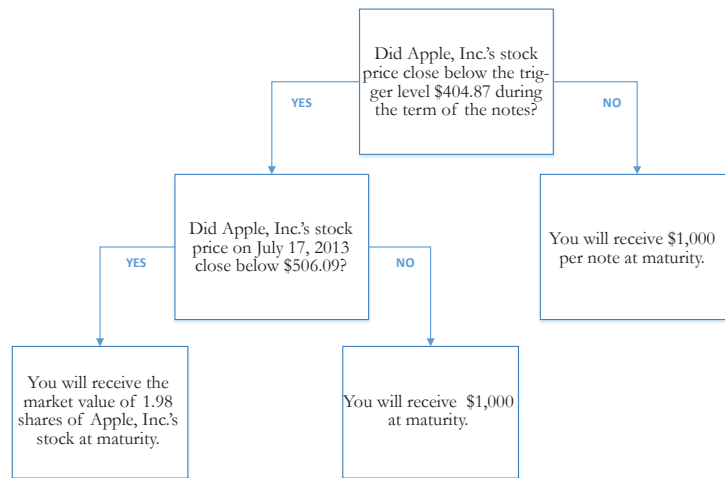 Did Apple, Inc.'s stock
price close below the trig-
ger level $404.87 during
the term of the notes?
YES
NO
Did Apple, Inc.'s stock
price on July 17, 2013
close below $506.09?
You will receive $1,000
per note at maturity.
YES
NO
You will receive the
market value of 1.98
shares of Apple, Inc.'s
stock at maturity.
You will receive $1,000
at maturity.